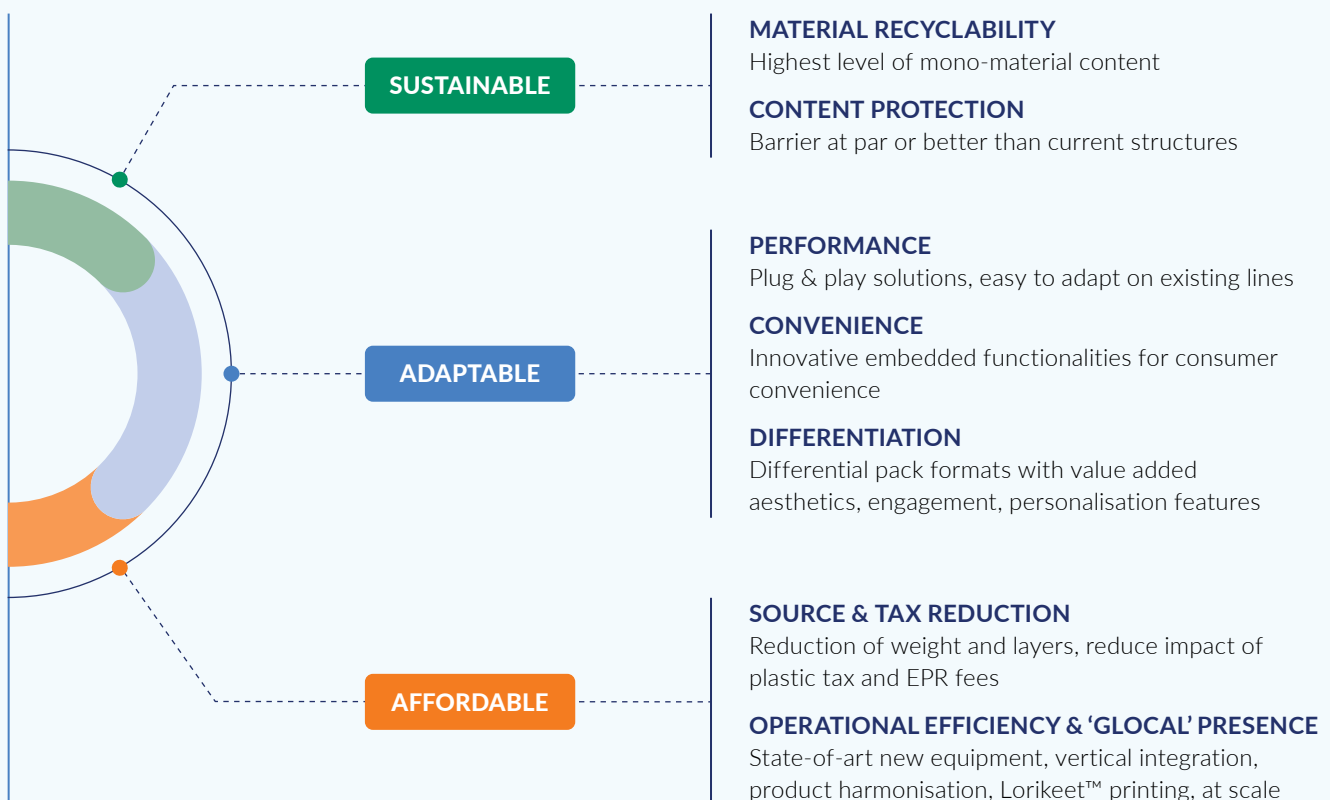 SUSTAINABLE
MATERIAL RECYCLABILITY
Highest level of mono-material content
CONTENT PROTECTION
Barrier at par or better than current structures
ADAPTABLE
PERFORMANCE
Plug & play solutions, easy to adapt on existing lines
CONVENIENCE
Innovative embedded functionalities for consumer
convenience
DIFFERENTIATION
Differential pack formats with value added
aesthetics, engagement, personalisation features
AFFORDABLE
SOURCE & TAX REDUCTION
Reduction of weight and layers, reduce impact of
plastic tax and EPR fees
OPERATIONAL EFFICIENCY & ‘GLOCAL’ PRESENCE
State-of-art new equipment, vertical integration,
product harmonisation, Lorikeet™ printing, at scale